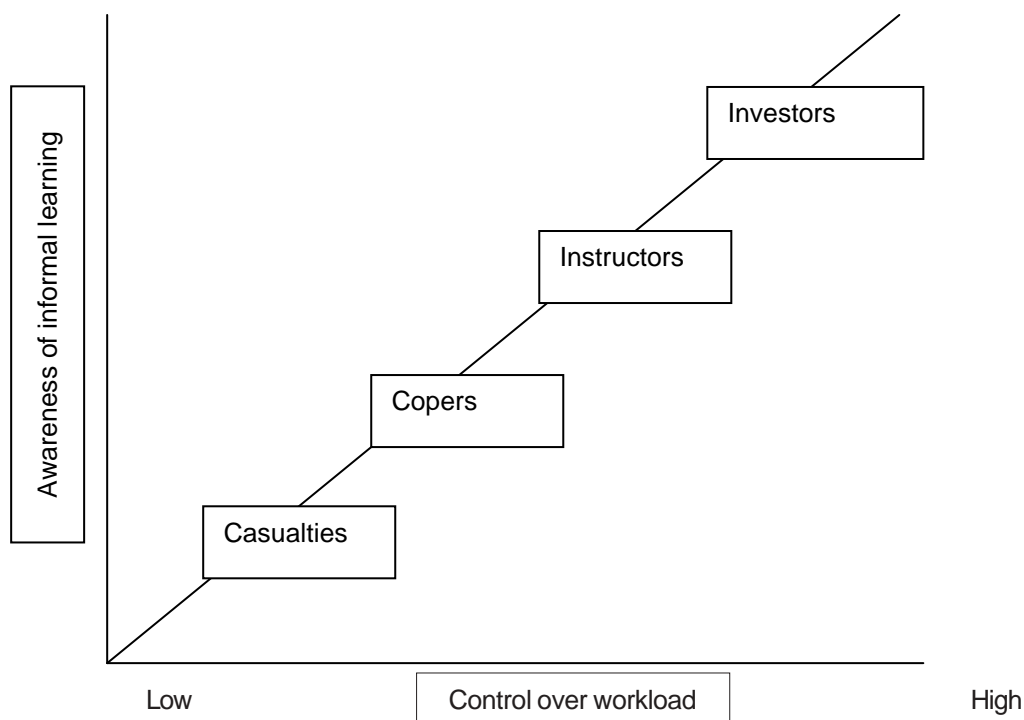 Investors
Awareness of informal learning
Instructors
Copers
Casualties
Low
Control over workload
High